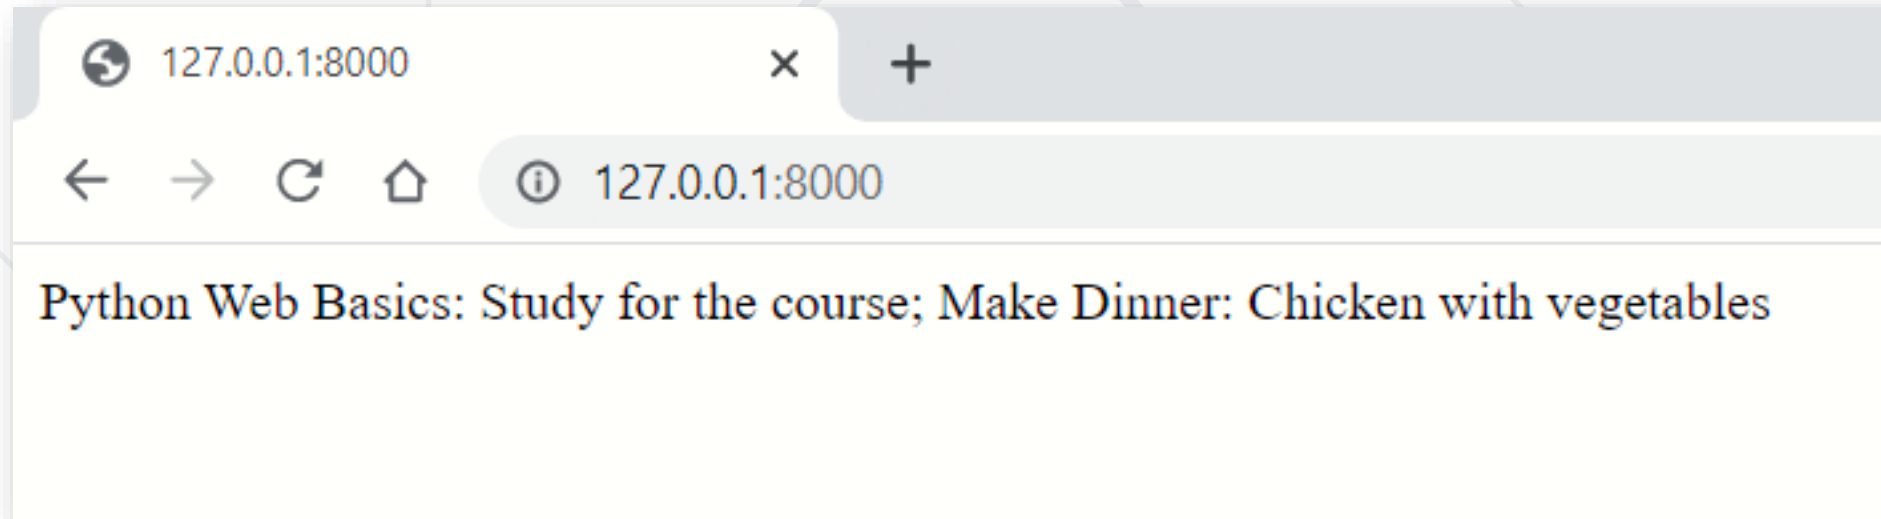 127.0.0.1:8000
127.0.0.1:8000
Python Web Basics: Study for the course; Make Dinner: Chicken with vegetables